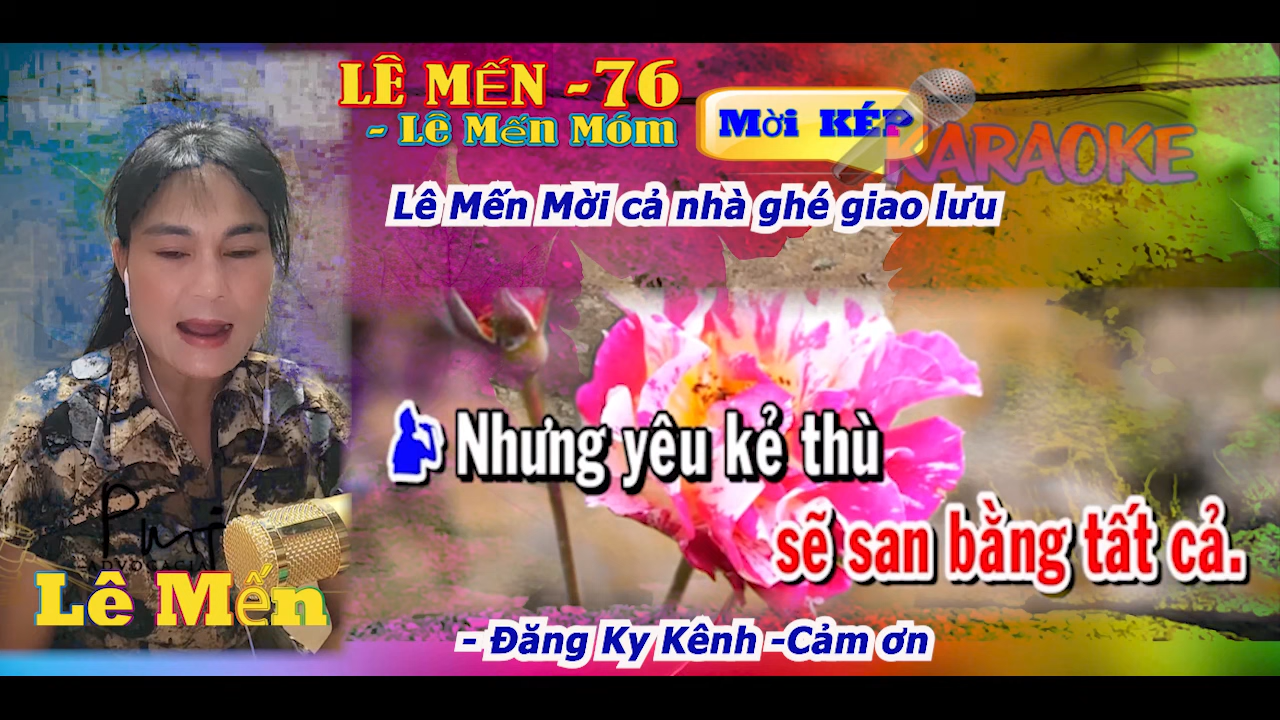 LÊ MẾN -76
- Lê Mến Móm
Mời KÉP
KARAOKE
Lê Mến Mời cả nhà ghé giao lưu
Nhưng yêu kẻ thù
sẽ san bằng tất cả.
ADVOGACIA
Lê Mến
- Đăng Ky Kênh -Cảm ơn